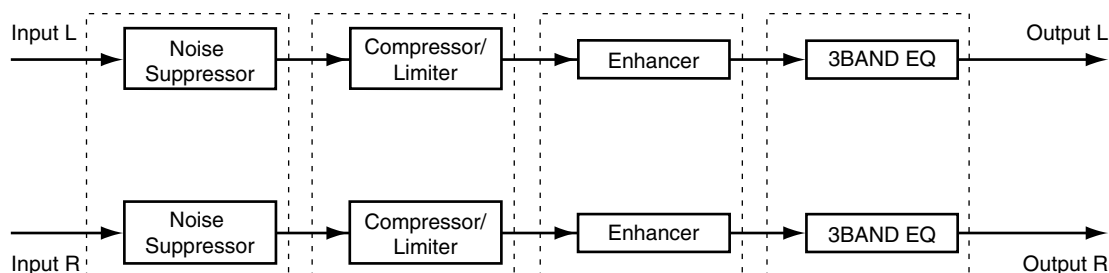 Input L
Noise
Suppressor
Compressor/
Limiter
Enhancer
3BAND EQ
Output L
Noise
Suppressor
Compressor/
Limiter
Enhancer
3BAND EQ
Input R
Output R